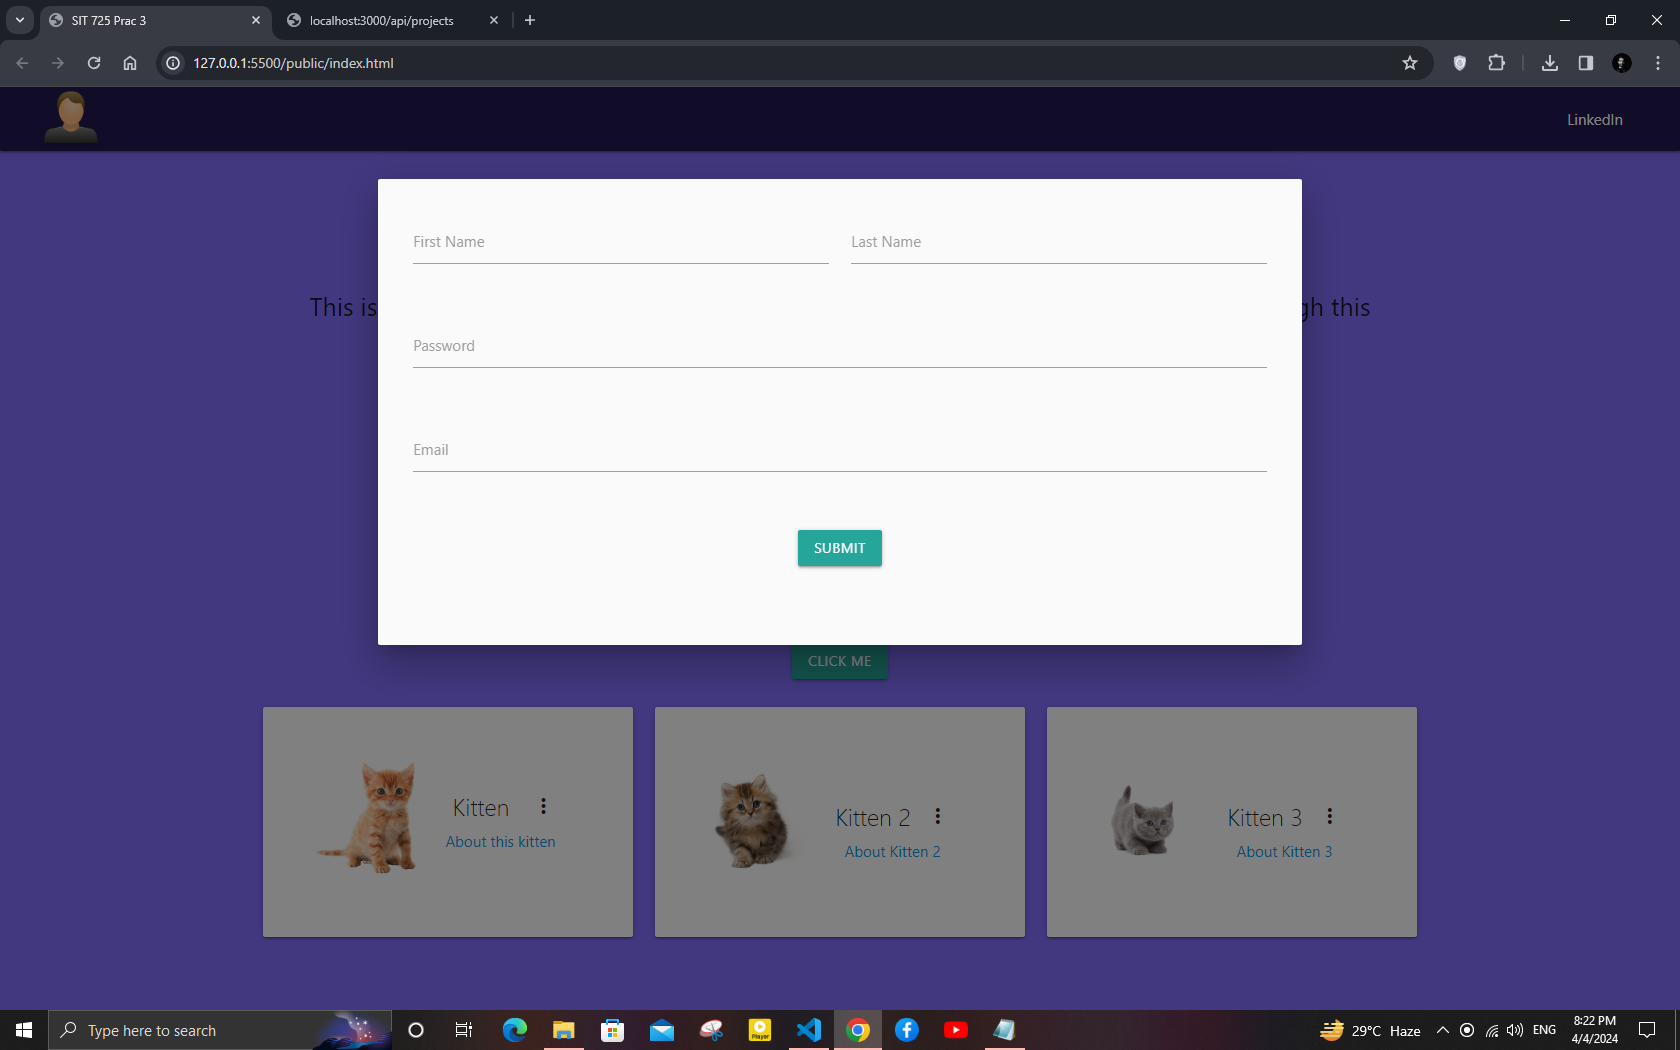 SIT 725 Prac 3
localhost:3000/api/projects
127.0.0.1:5500/public/index.html
LinkedIn
First Name
Last Name
This is
gh this
Password
Email
SUBMIT
CLICK ME
Kitten
About this kitten
Kitten 2
About Kitten 2
Kitten 3
About Kitten 3
Type here to search
Player
29°C Haze
ENG
8:22 PM
4/4/2024